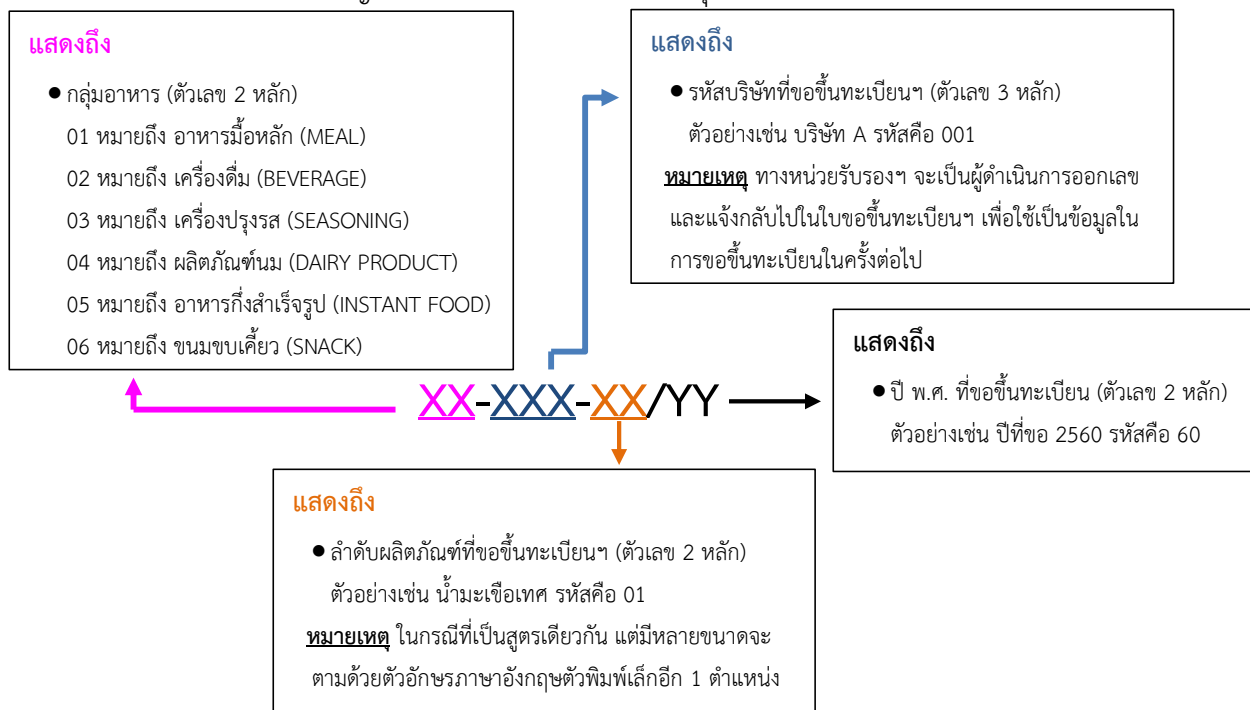 แสดงถึง
● กลุ่มอาหาร (ตัวเลข 2 หลัก)
01 หมายถึง อาหารมื้อหลัก (MEAL)
02 หมายถึง เครื่องดื่ม (BEVERAGE)
03 หมายถึง เครื่องปรุงรส (SEASONING)
04 หมายถึง ผลิตภัณฑ์นม (DAIRY PRODUCT)
05 หมายถึง อาหารกึ่งสำเร็จรูป (INSTANT FOOD)
06 หมายถึง ขนมขบเคี้ยว (SNACK)
แสดงถึง
● รหัสบริษัทที่ขอขึ้นทะเบียนฯ (ตัวเลข 3 หลัก)
ตัวอย่างเช่น บริษัท A รหัสคือ 001
หมายเหตุ ทางหน่วยรับรองฯ จะเป็นผู้ดำเนินการออกเลข
และแจ้งกลับไปในใบขอขึ้นทะเบียนฯ เพื่อใช้เป็นข้อมูลใน
การขอขึ้นทะเบียนในครั้งต่อไป
XX-XXX-XX/YY
แสดงถึง
● ปี พ.ศ. ที่ขอขึ้นทะเบียน (ตัวเลข 2 หลัก)
ตัวอย่างเช่น ปีที่ขอ 2560 รหัสคือ 60
แสดงถึง
● ลำดับผลิตภัณฑ์ที่ขอขึ้นทะเบียนฯ (ตัวเลข 2 หลัก)
ตัวอย่างเช่น น้ำมะเขือเทศ รหัสคือ 01
หมายเหตุ ในกรณีที่เป็นสูตรเดียวกัน แต่มีหลายขนาดจะ
ตามด้วยตัวอักษรภาษาอังกฤษตัวพิมพ์เล็กอีก 1 ตำแหน่ง